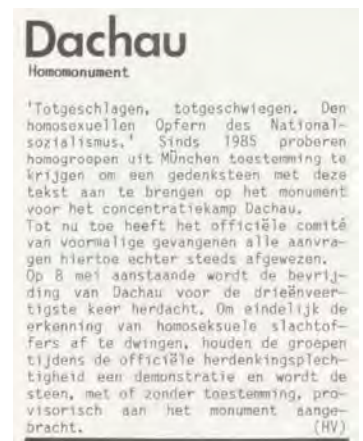 Dachau
Homomonument
'Totgeschlagen, totgeschwiegen. Den
homosexuellen Opfern des National-
sozialismus.' Sinds 1985 proberen
homogroepen uit München toestemming te
krijgen om een gedenksteen met deze
tekst aan te brengen op het monument
voor het concentratiekamp Dachau.
Tot nu toe heeft het officiële comité
van voormalige gevangenen alle aanvra-
gen hiertoe echter steeds afgewezen.
Op 8 mei aanstaande wordt de bevrij-
ding van Dachau voor de drieënveer-
tigste keer herdacht. Om eindelijk de
erkenning van homoseksuele slachtof-
fers af te dwingen, houden de groepen
tijdens de officiële herdenkingsplech-
tigheid een demonstratie en wordt de
steen, met of zonder toestemming, pro-
visorisch aan het monument aange-
bracht. (HV)